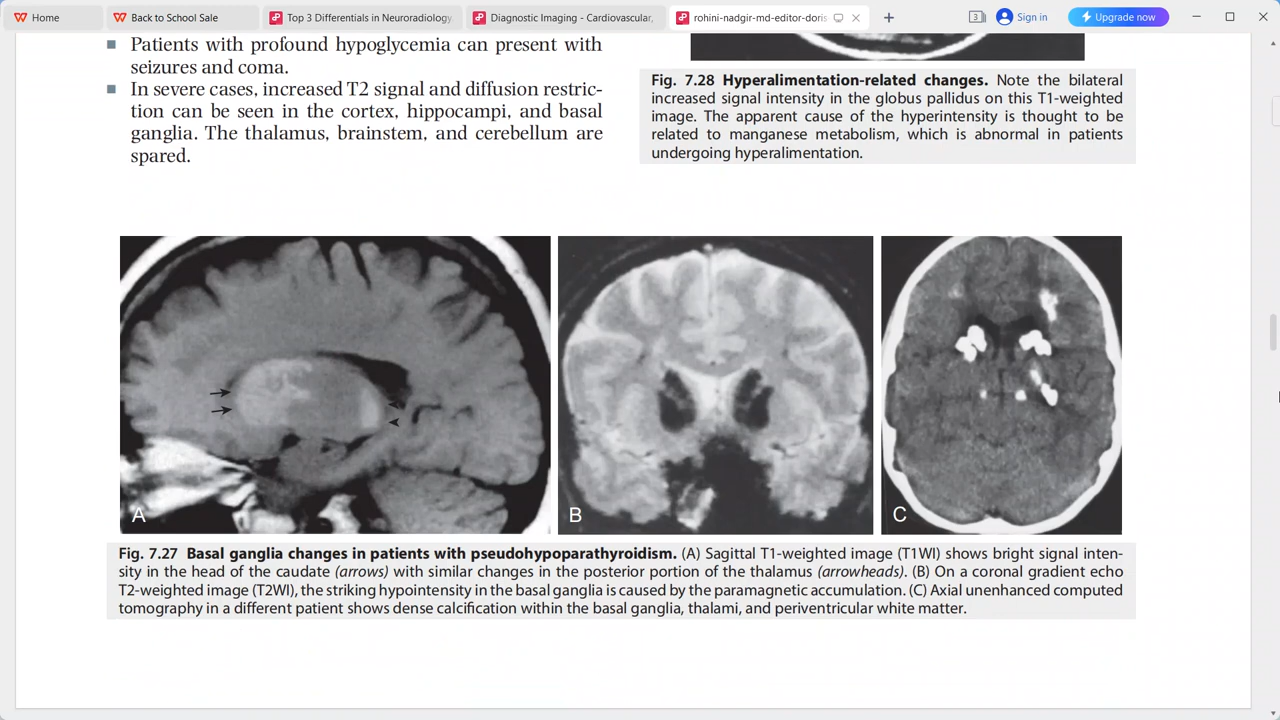 Home
Back to School Sale
Top 3 Differentials in Neuroradiology
Diagnostic Imaging - Cardiovascular,
rohini-nadgir-md-editor-doris
3
Sign in
Upgrade now
Patients with profound hypoglycemia can present with
seizures and coma.
In severe cases, increased T2 signal and diffusion restric-
tion can be seen in the cortex, hippocampi, and basal
ganglia. The thalamus, brainstem, and cerebellum are
spared.
Fig. 7.28 Hyperalimentation-related changes. Note the bilateral
increased signal intensity in the globus pallidus on this T1-weighted
image. The apparent cause of the hyperintensity is thought to be
related to manganese metabolism, which is abnormal in patients
undergoing hyperalimentation.
A
B
C
Fig. 7.27 Basal ganglia changes in patients with pseudohypoparathyroidism. (A) Sagittal T1-weighted image (T1WI) shows bright signal inten-
sity in the head of the caudate (arrows) with similar changes in the posterior portion of the thalamus (arrowheads). (B) On a coronal gradient echo
T2-weighted image (T2WI), the striking hypointensity in the basal ganglia is caused by the paramagnetic accumulation. (C) Axial unenhanced computed
tomography in a different patient shows dense calcification within the basal ganglia, thalami, and periventricular white matter.